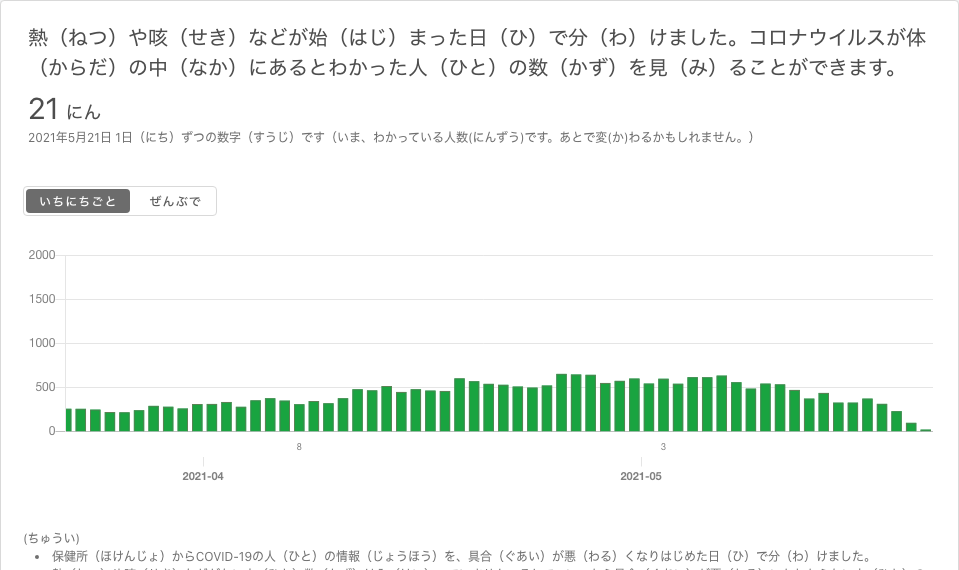 熱（ねつ）や咳（せき）などが始（はじ）まった日（ひ）で分（わ）けました。コロナウイルスが体
（からだ）の中（なか）にあるとわかった人（ひと）の数（かず）を見（み）ることができます。
21 にん
2021年5月21日 1日（にち）ずつの数字（すうじ）です（いま、わかっている人数(にんずう)です。あとで変(か)わるかもしれません。）
いちにちごと ぜんぶで
2000
1500
1000
500
0
8 3
2021-04 2021-05
(ちゅうい)
• 保健所（ほけんじょ）からCOVID-19の人（ひと）の情報（じょうほう）を、具合（ぐあい）が悪（わる）くなりはじめた日（ひ）で分（わ）けました。